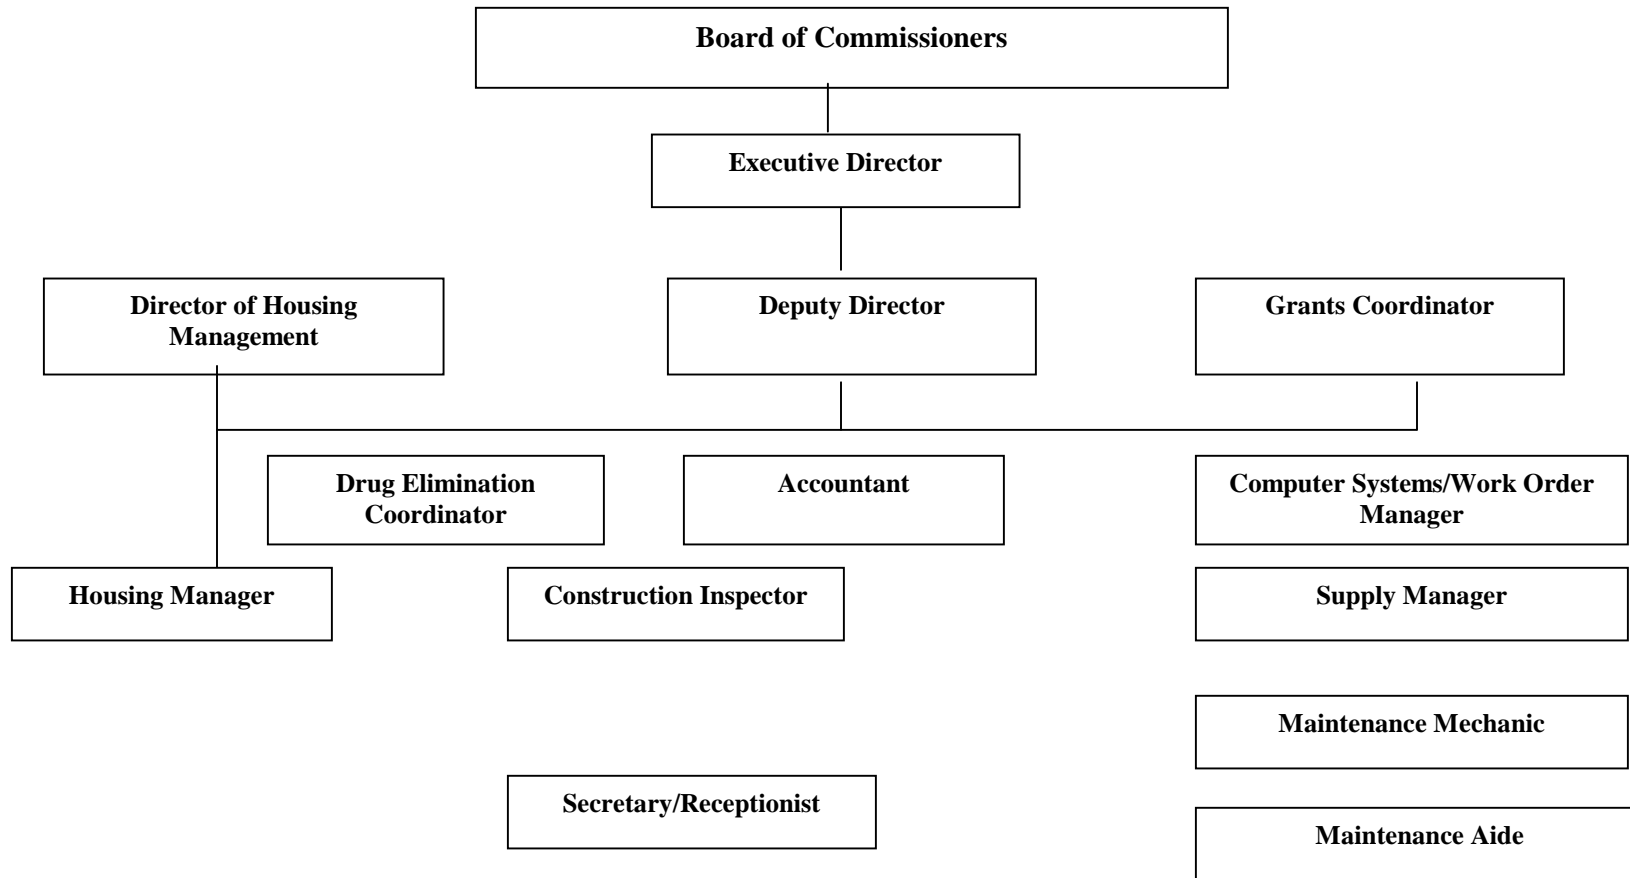 Board of Commissioners
Executive Director
Director of Housing
Management
Deputy Director
Grants Coordinator
Drug Elimination
Coordinator
Accountant
Computer Systems/Work Order
Manager
Housing Manager
Construction Inspector
Supply Manager
Maintenance Mechanic
Secretary/Receptionist
Maintenance Aide